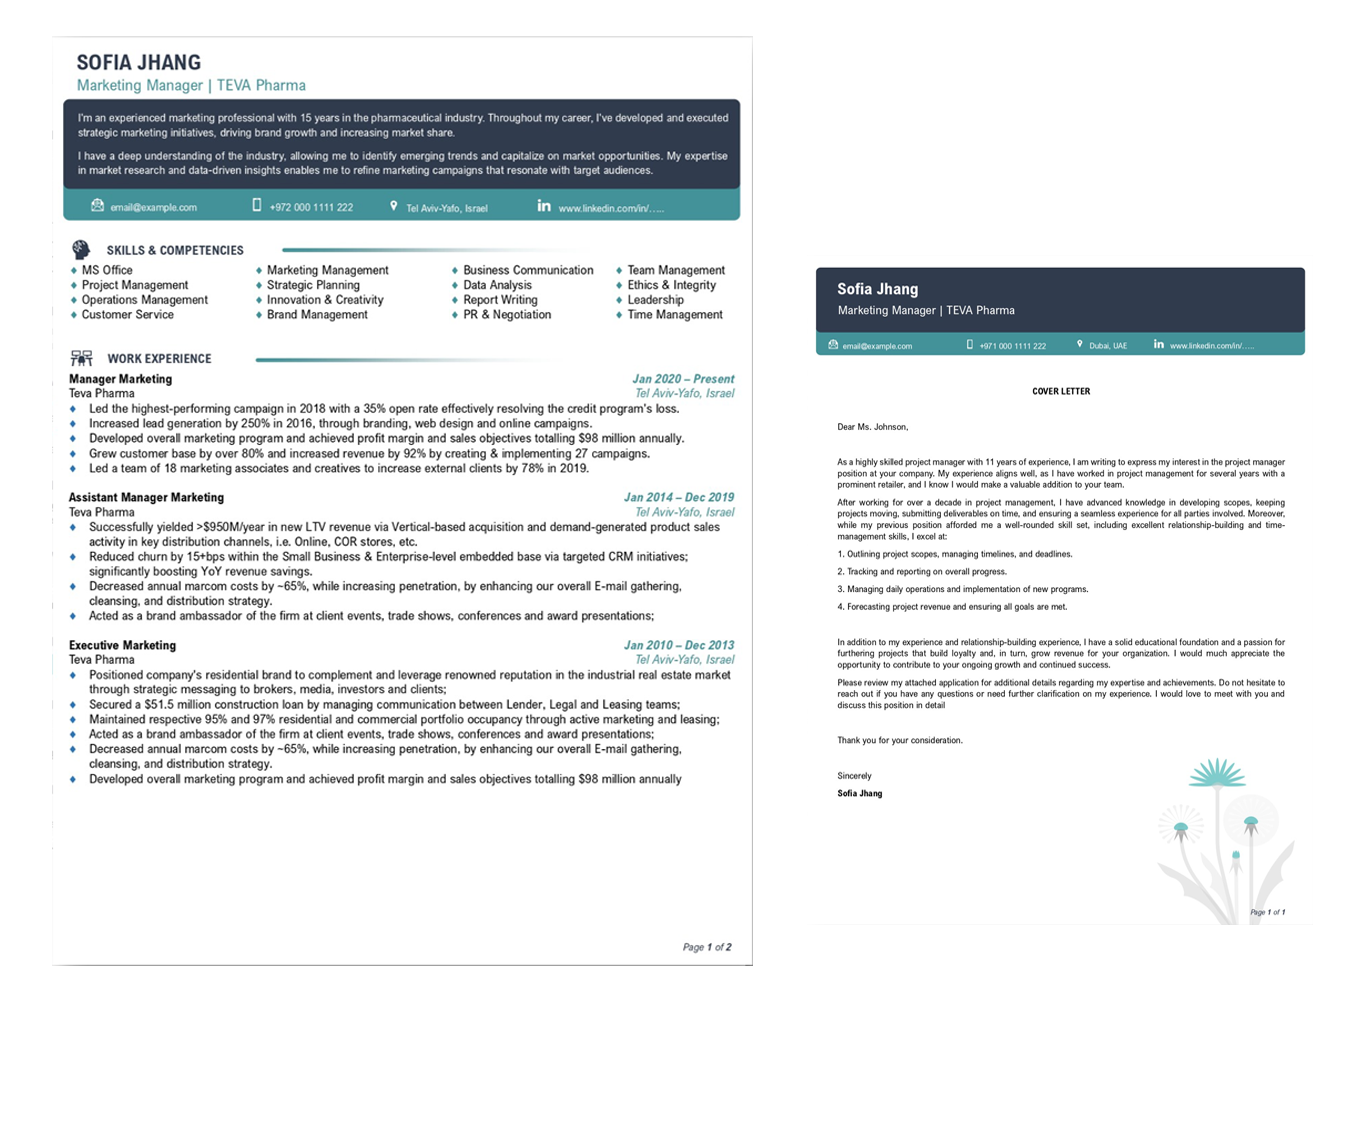 SOFIA JHANG
Marketing Manager | TEVA Pharma
I'm an experienced marketing professional with 15 years in the pharmaceutical industry. Throughout my career, I've developed and executed
strategic marketing initiatives, driving brand growth and increasing market share.
I have a deep understanding of the industry, allowing me to identify emerging trends and capitalize on market opportunities. My expertise
in market research and data-driven insights enables me to refine marketing campaigns that resonate with target audiences.
email@example.com +972 000 1111 222 Tel Aviv-Yafo, Israel in www.linkedin.com/in/.....
SKILLS & COMPETENCIES
♦ MS Office ♦ Marketing Management ♦ Business Communication ♦ Team Management
♦ Project Management ♦ Strategic Planning ♦ Data Analysis ♦ Ethics & Integrity
♦ Operations Management ♦ Innovation & Creativity ♦ Report Writing ♦ Leadership
♦ Customer Service ♦ Brand Management ♦ PR & Negotiation ♦ Time Management
WORK EXPERIENCE
Manager Marketing Jan 2020 – Present
Teva Pharma Tel Aviv-Yafo, Israel
♦ Led the highest-performing campaign in 2018 with a 35% open rate effectively resolving the credit program's loss.
♦ Increased lead generation by 250% in 2016, through branding, web design and online campaigns.
♦ Developed overall marketing program and achieved profit margin and sales objectives totalling $98 million annually.
♦ Grew customer base by over 80% and increased revenue by 92% by creating & implementing 27 campaigns.
♦ Led a team of 18 marketing associates and creatives to increase external clients by 78% in 2019.
Assistant Manager Marketing Jan 2014 – Dec 2019
Teva Pharma Tel Aviv-Yafo, Israel
♦ Successfully yielded >$950M/year in new LTV revenue via Vertical-based acquisition and demand-generated product sales
activity in key distribution channels, i.e. Online, COR stores, etc.
♦ Reduced churn by 15+bps within the Small Business & Enterprise-level embedded base via targeted CRM initiatives;
significantly boosting YoY revenue savings.
♦ Decreased annual marcom costs by ~65%, while increasing penetration, by enhancing our overall E-mail gathering,
cleansing, and distribution strategy.
♦ Acted as a brand ambassador of the firm at client events, trade shows, conferences and award presentations;
Executive Marketing Jan 2010 – Dec 2013
Teva Pharma Tel Aviv-Yafo, Israel
♦ Positioned company's residential brand to complement and leverage renowned reputation in the industrial real estate market
through strategic messaging to brokers, media, investors and clients;
♦ Secured a $51.5 million construction loan by managing communication between Lender, Legal and Leasing teams;
♦ Maintained respective 95% and 97% residential and commercial portfolio occupancy through active marketing and leasing;
♦ Acted as a brand ambassador of the firm at client events, trade shows, conferences and award presentations;
♦ Decreased annual marcom costs by ~65%, while increasing penetration, by enhancing our overall E-mail gathering,
cleansing, and distribution strategy.
♦ Developed overall marketing program and achieved profit margin and sales objectives totalling $98 million annually
Page 1 of 2
Sofia Jhang
Marketing Manager | TEVA Pharma
email@example.com +971 000 1111 222 Dubai, UAE in www.linkedin.com/in/.....
COVER LETTER
Dear Ms. Johnson,
As a highly skilled project manager with 11 years of experience, I am writing to express my interest in the project manager
position at your company. My experience aligns well, as I have worked in project management for several years with a
prominent retailer, and I know I would make a valuable addition to your team.
After working for over a decade in project management, I have advanced knowledge in developing scopes, keeping
projects moving, submitting deliverables on time, and ensuring a seamless experience for all parties involved. Moreover,
while my previous position afforded me a well-rounded skill set, including excellent relationship-building and time-
management skills, I excel at:
1. Outlining project scopes, managing timelines, and deadlines.
2. Tracking and reporting on overall progress.
3. Managing daily operations and implementation of new programs.
4. Forecasting project revenue and ensuring all goals are met.
In addition to my experience and relationship-building experience, I have a solid educational foundation and a passion for
furthering projects that build loyalty and, in turn, grow revenue for your organization. I would much appreciate the
opportunity to contribute to your ongoing growth and continued success.
Please review my attached application for additional details regarding my expertise and achievements. Do not hesitate to
reach out if you have any questions or need further clarification on my experience. I would love to meet with you and
discuss this position in detail
Thank you for your consideration.
Sincerely
Sofia Jhang
Page 1 of 1